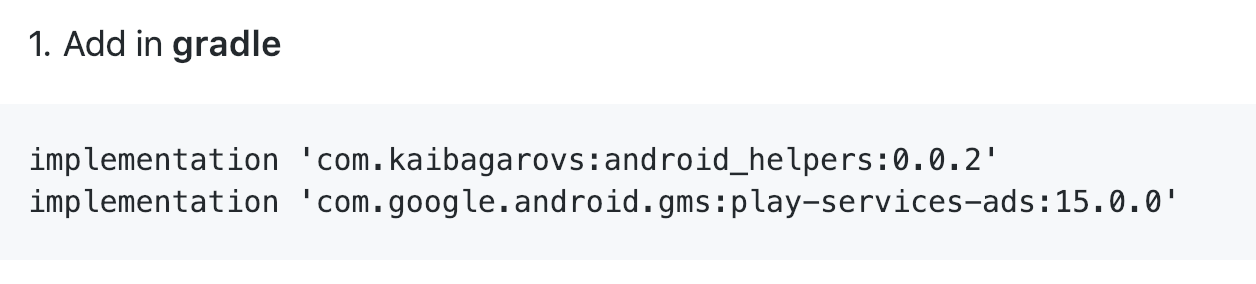 1. Add in gradle
implementation 'com.kaibagarovs:android_helpers:0.0.2'
implementation 'com.google.android.gms:play-services-ads:15.0.0'